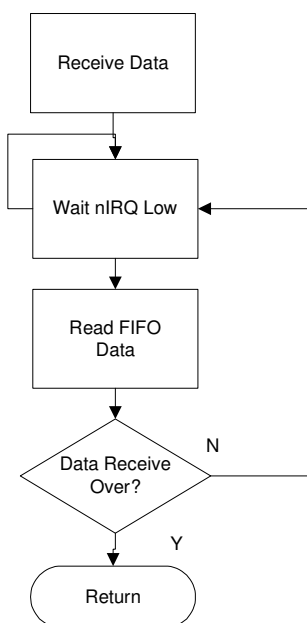 Receive Data
Wait nIRQ Low
Read FIFO
Data
Data Receive
Over?
N
Y
Return